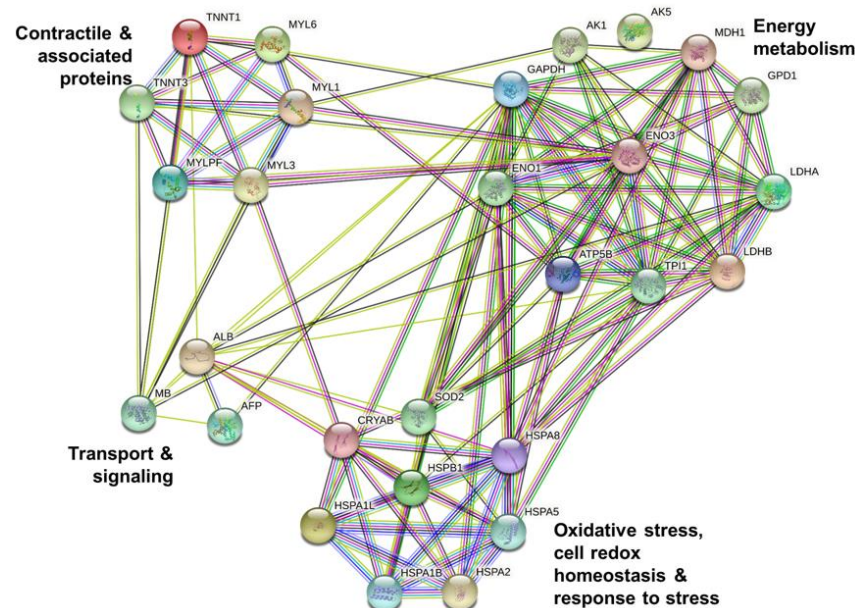 TNNT1
MYL6
AK1
AK5
MDH1
Energy
metabolism
Contractile &
associated
proteins
TNNT3
MYL1
GAPDH
GPD1
ENO3
MYLPF
MYL3
ENO1
LDHA
ATP5B
TPI1
LDHB
ALB
MB
AFP
SOD2
CRYAB
HSPA8
Transport &
signaling
HSPB1
HSPA1L
HSPA5
Oxidative stress,
cell redox
homeostasis &
response to stress
HSPA1B
HSPA2